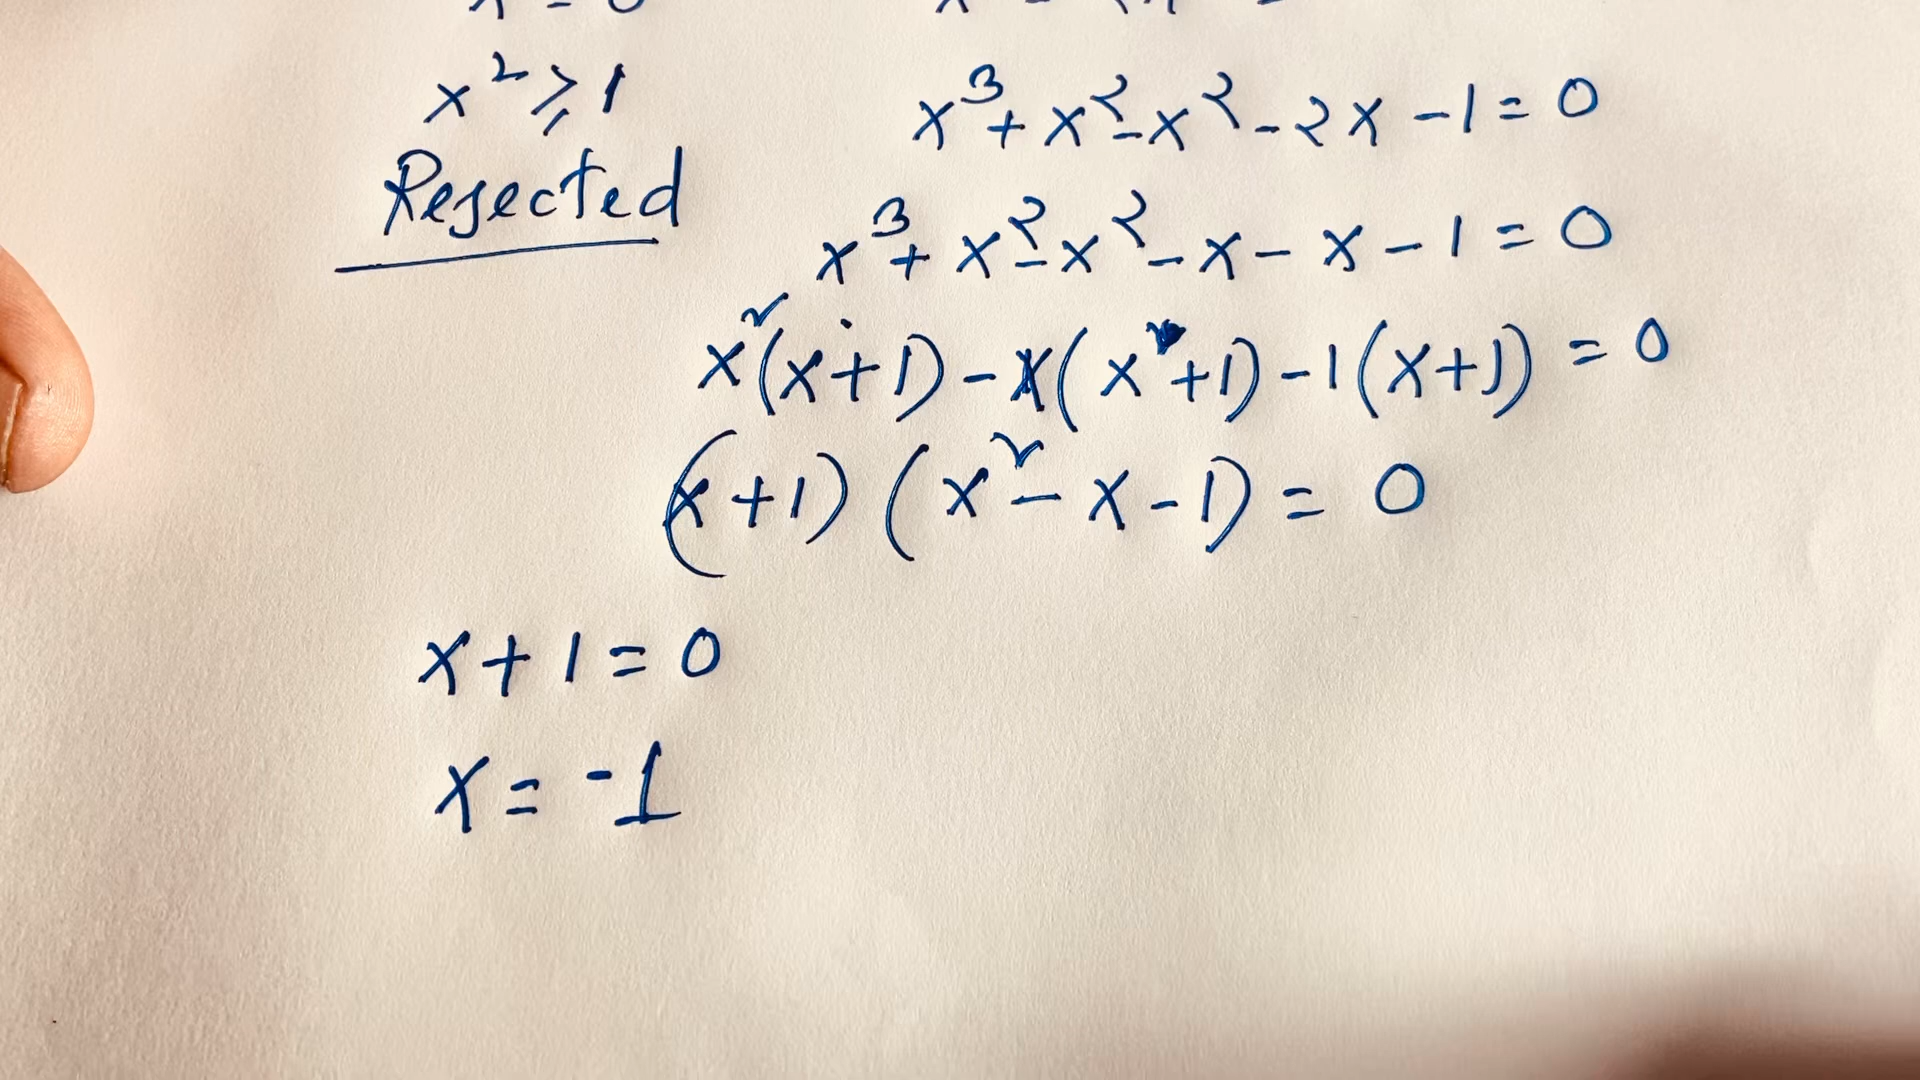 x² ⩾ 1
Rejected
x³ + x² - x² - 2x - 1 = 0
x³ + x² - x² - x - x - 1 = 0
x²(x + 1) - x(x + 1) - 1(x + 1) = 0
(x + 1)(x² - x - 1) = 0
x + 1 = 0
x = -1